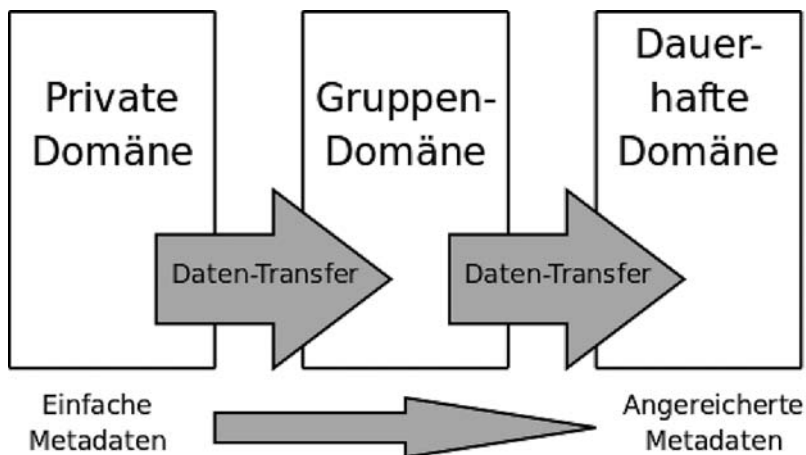 Private
Domäne
Gruppen-
Domäne
Dauer-
hafte
Domäne
Daten-Transfer
Daten-Transfer
Einfache
Metadaten
Angereicherte
Metadaten